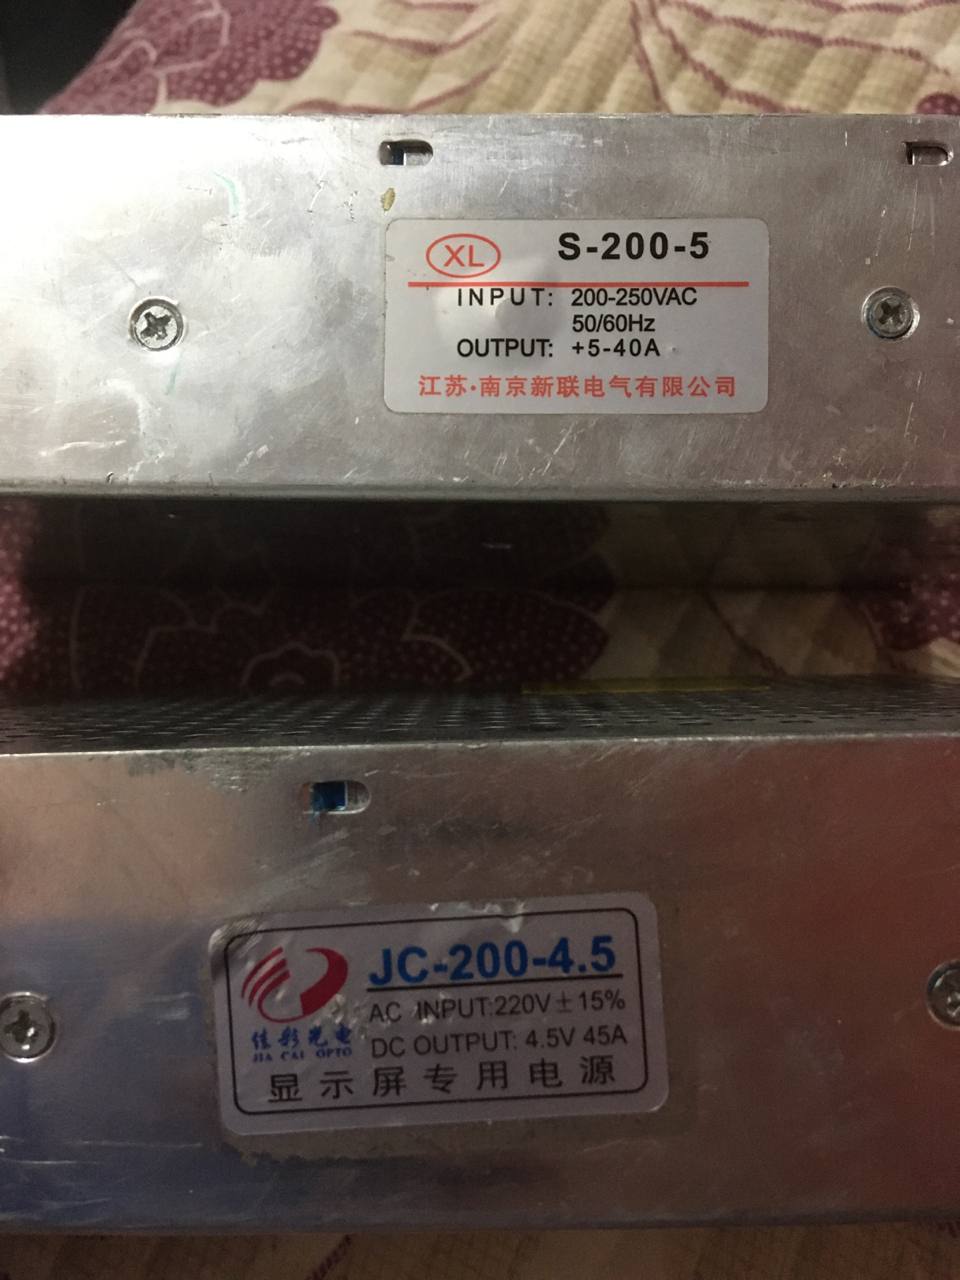 XL S-200-5
INPUT: 200-250VAC
50/60Hz
OUTPUT: +5-40A
江苏·南京新联电气有限公司
JC-200-4.5
AC INPUT:220V±15%
DC OUTPUT: 4.5V 45A
佳彩光电
JIA CAI OPTO
显示屏专用电源